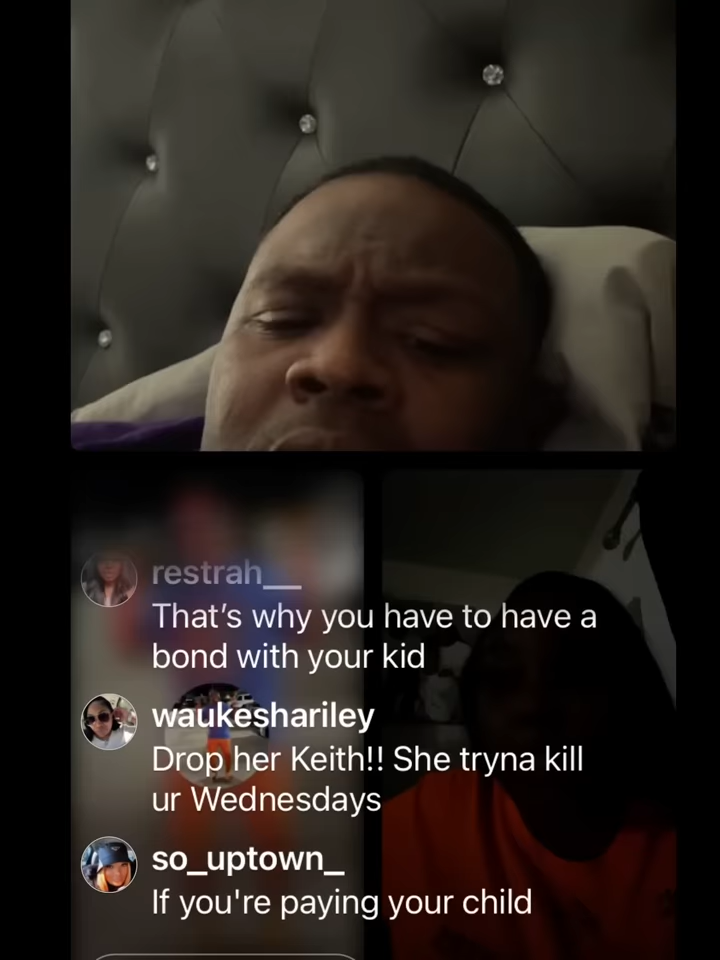 restrah__
That’s why you have to have a
bond with your kid
waukeshariley
Drop her Keith!! She tryna kill
ur Wednesdays
so_uptown_
If you're paying your child